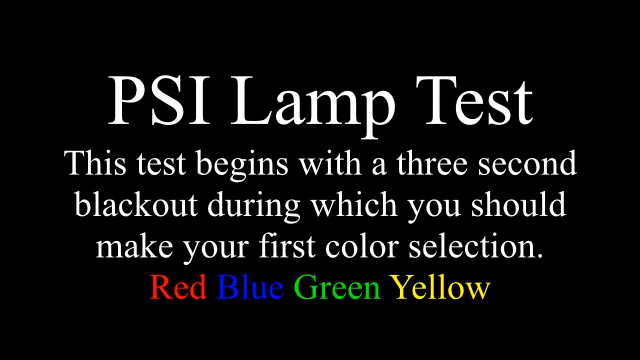 PSI Lamp Test
This test begins with a three second
blackout during which you should
make your first color selection.
Red Blue Green Yellow